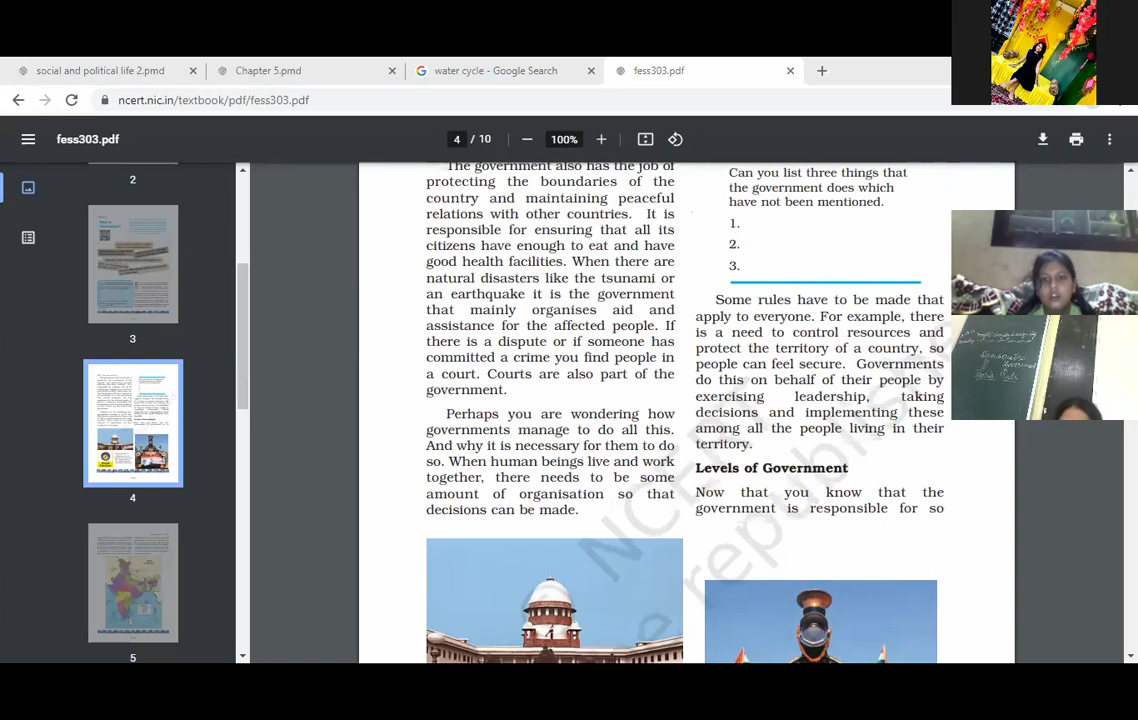 social and political life 2.pmd
Chapter 5.pmd
water cycle - Google Search
fess303.pdf
ncert.nic.in/textbook/pdf/fess303.pdf
fess303.pdf
4 / 10
100%
2
3
4
5
The government also has the job of
protecting the boundaries of the
country and maintaining peaceful
relations with other countries. It is
responsible for ensuring that all its
citizens have enough to eat and have
good health facilities. When there are
natural disasters like the tsunami or
an earthquake it is the government
that mainly organises aid and
assistance for the affected people. If
there is a dispute or if someone has
committed a crime you find people in
a court. Courts are also part of the
government.
Perhaps you are wondering how
governments manage to do all this.
And why it is necessary for them to do
so. When human beings live and work
together, there needs to be some
amount of organisation so that
decisions can be made.
Can you list three things that
the government does which
have not been mentioned.
1.
2.
3.
Some rules have to be made that
apply to everyone. For example, there
is a need to control resources and
protect the territory of a country, so
people can feel secure. Governments
do this on behalf of their people by
exercising leadership, taking
decisions and implementing these
among all the people living in their
territory.
Levels of Government
Now that you know that the
government is responsible for so
NCERT
be republishe